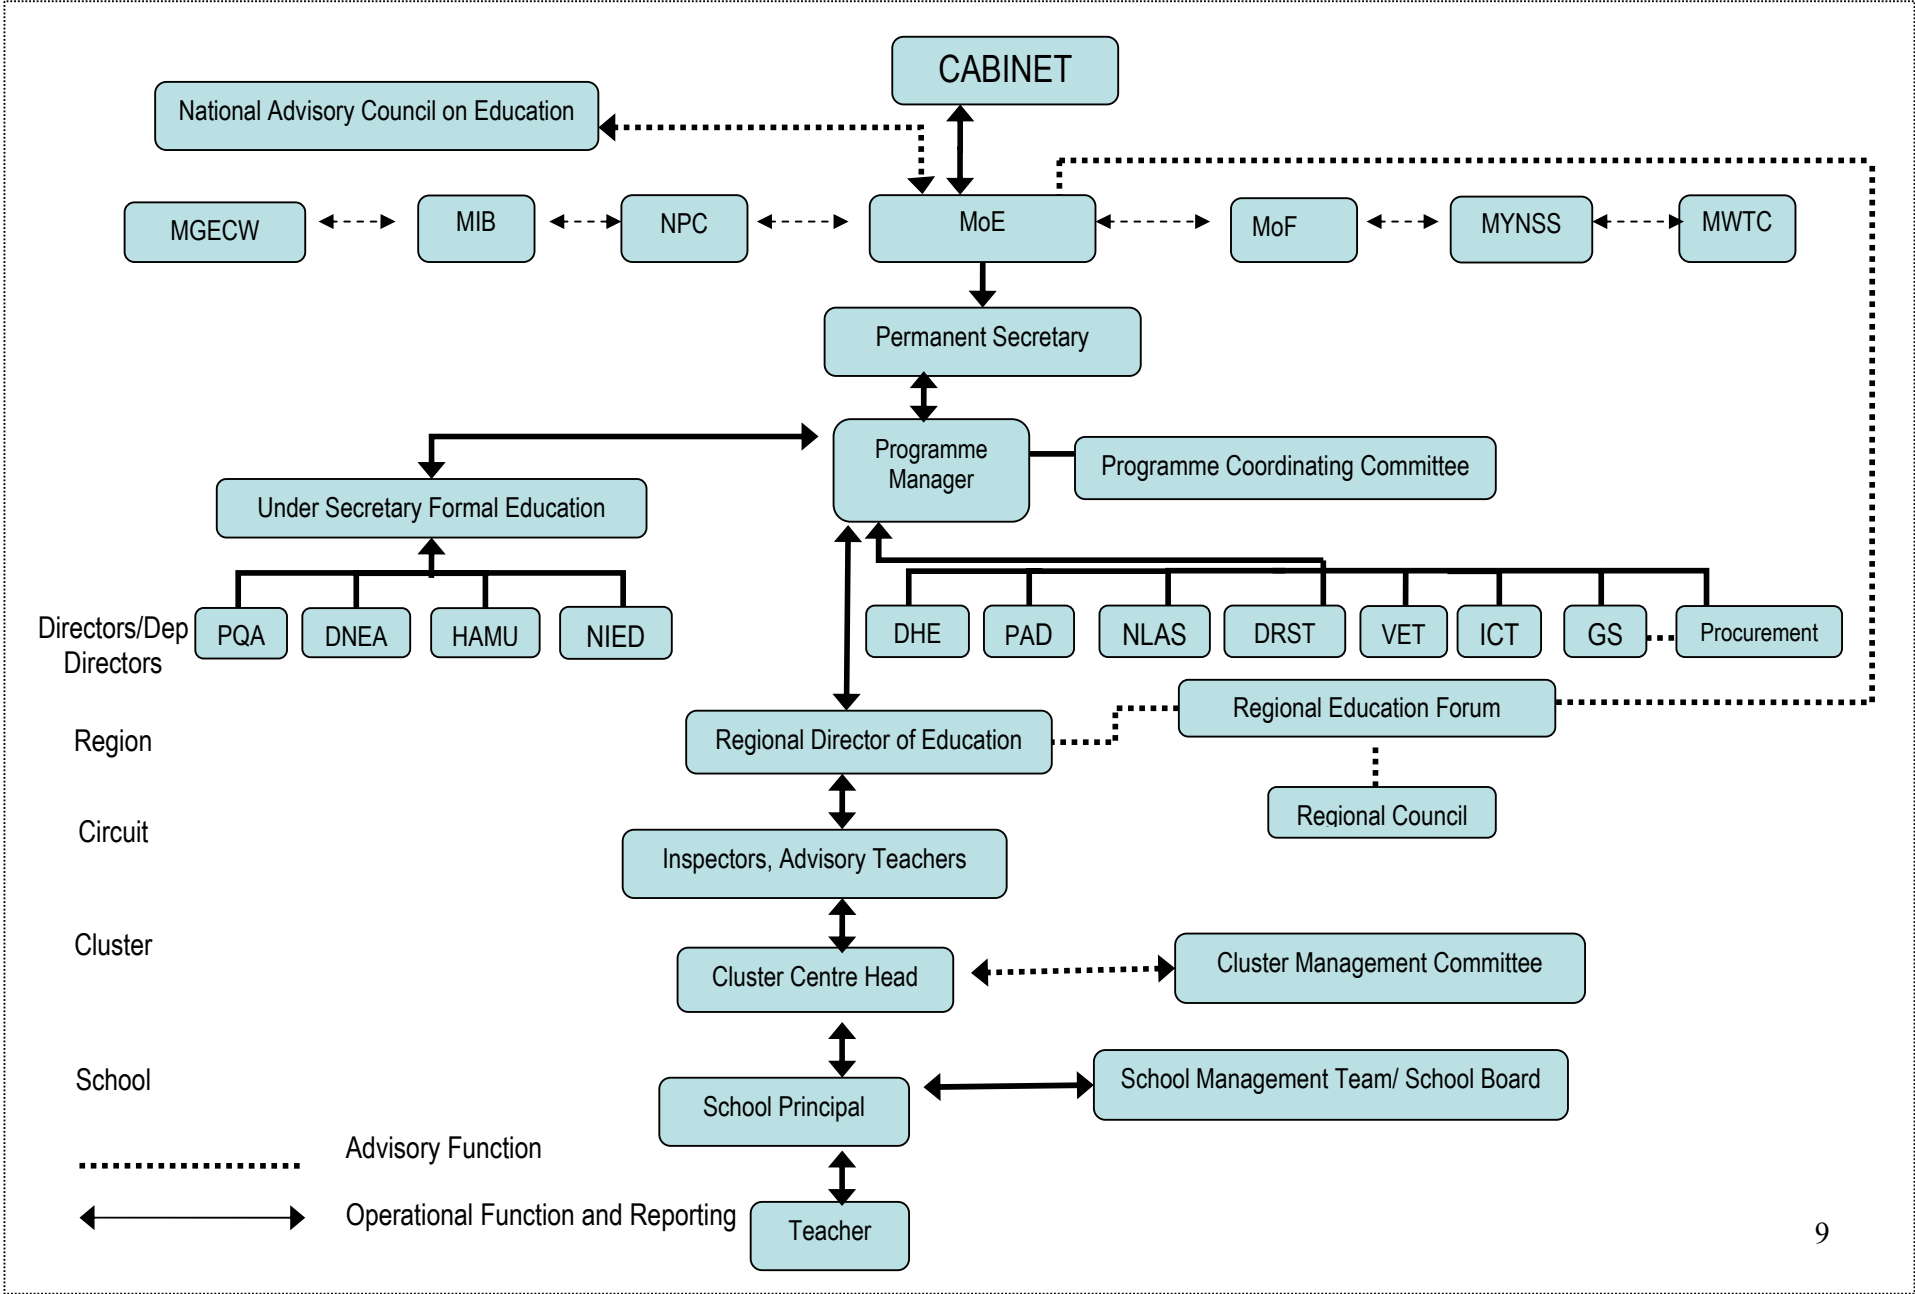 CABINET
National Advisory Council on Education
MGECW
MIB
NPC
MoE
MoF
MYNSS
MWTC
Permanent Secretary
Programme
Manager
Programme Coordinating Committee
Under Secretary Formal Education
Directors/Dep
Directors
PQA
DNEA
HAMU
NIED
DHE
PAD
NLAS
DRST
VET
ICT
GS
Procurement
Region
Regional Director of Education
Regional Education Forum
Regional Council
Circuit
Inspectors, Advisory Teachers
Cluster
Cluster Centre Head
Cluster Management Committee
School
School Principal
School Management Team/ School Board
Advisory Function
Operational Function and Reporting
Teacher
9